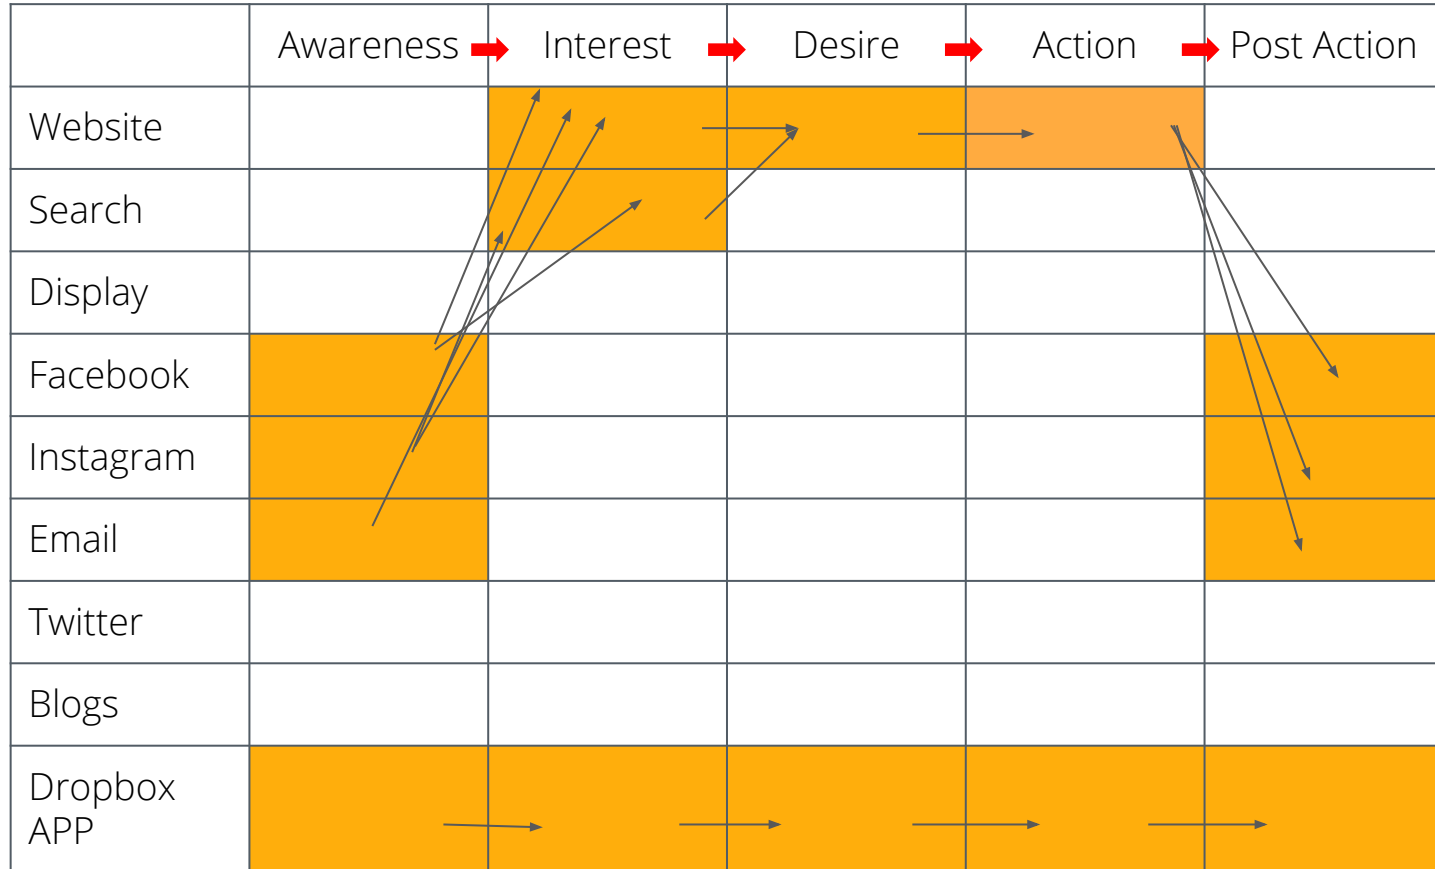 Awareness Interest Desire Action Post Action
Website
Search
Display
Facebook
Instagram
Email
Twitter
Blogs
Dropbox
APP